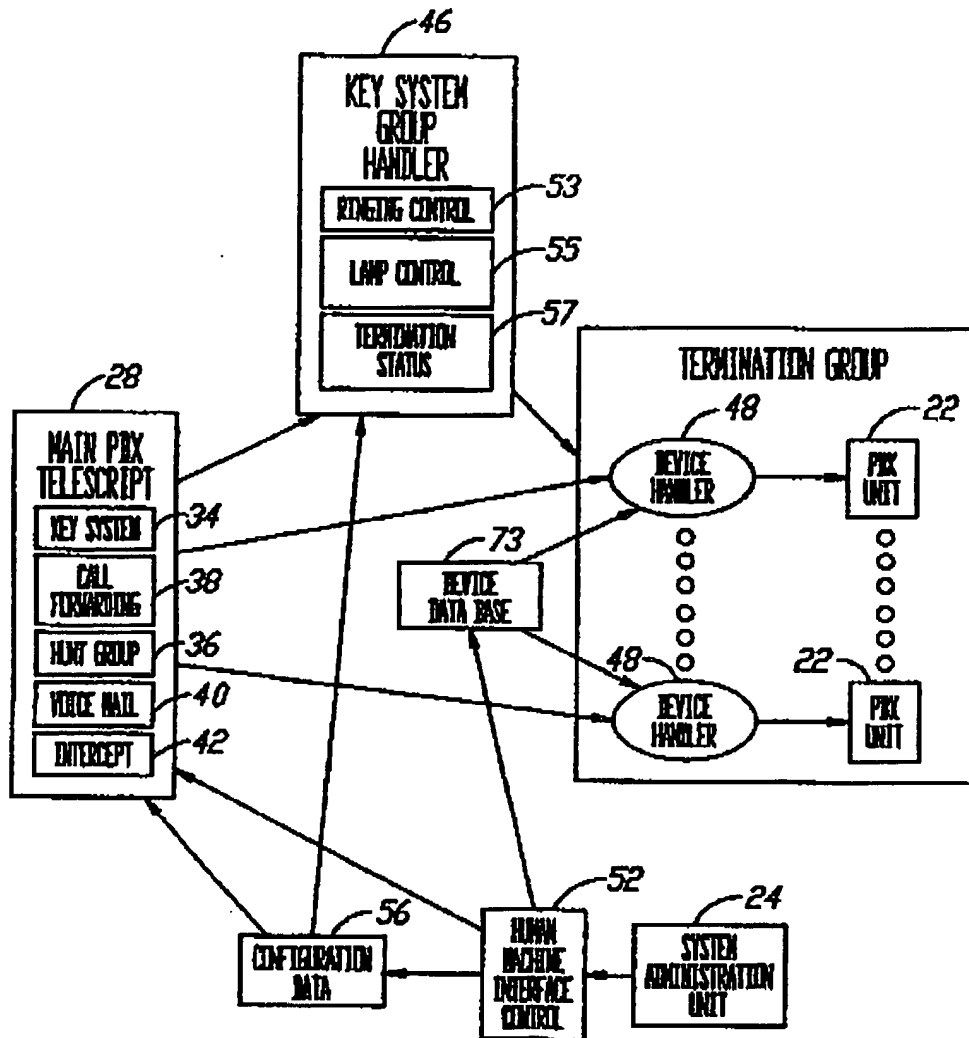 46
KEY SYSTEM
GROUP
HANDLER
RINGING CONTROL
53
LAMP CONTROL
55
TERMINATION
STATUS
57
28
MAIN PBX
TELESCRIPT
KEY SYSTEM
34
CALL
FORWARDING
38
HUNT GROUP
36
VOICE MAIL
40
INTERCEPT
42
TERMINATION GROUP
48
DEVICE
HANDLER
22
PBX
UNIT
73
DEVICE
DATA BASE
48
DEVICE
HANDLER
22
PBX
UNIT
56
CONFIGURATION
DATA
52
HUMAN
MACHINE
INTERFACE
CONTROL
24
SYSTEM
ADMINISTRATION
UNIT